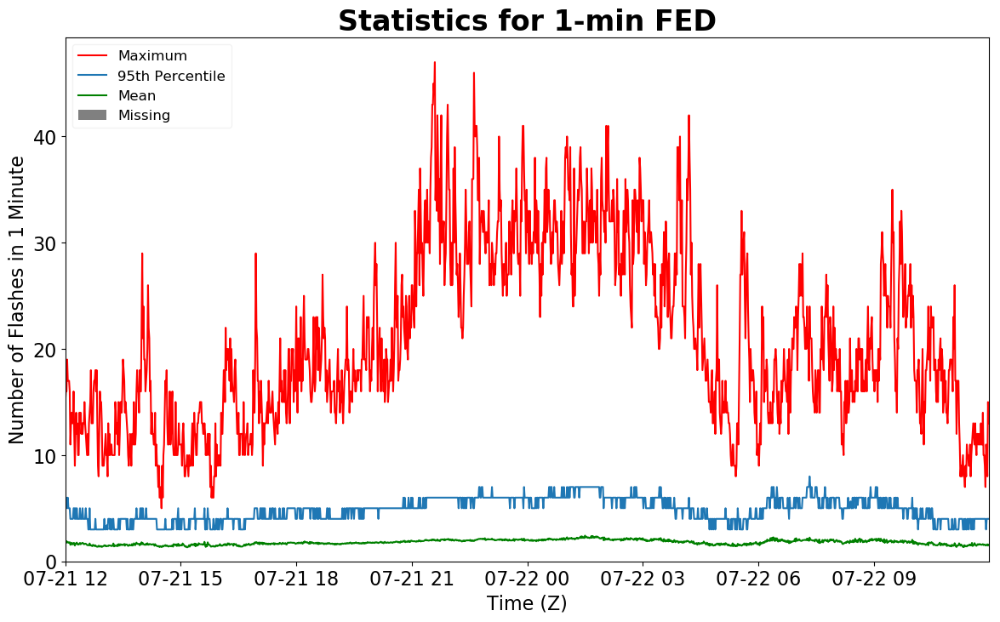 Statistics for 1-min FED
Maximum
95th Percentile
Mean
Missing
Number of Flashes in 1 Minute
40
30
20
10
0
07-21 12 07-21 15 07-21 18 07-21 21 07-22 00 07-22 03 07-22 06 07-22 09
Time (Z)